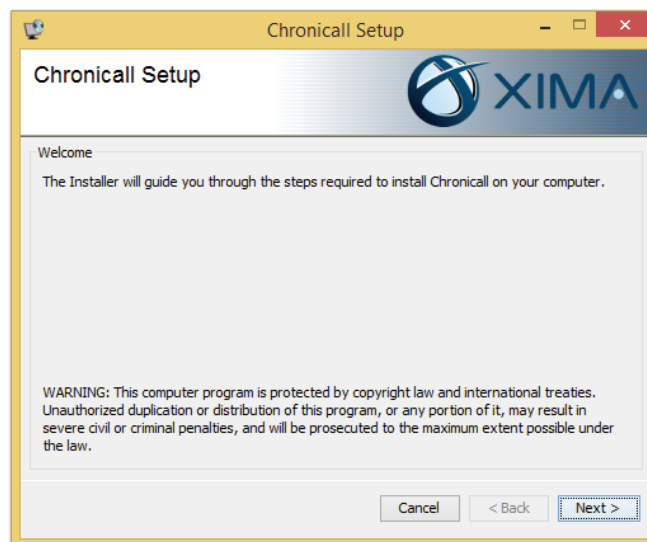 Chronicall Setup
Chronicall Setup
XIMA
Welcome
The Installer will guide you through the steps required to install Chronicall on your computer.
WARNING: This computer program is protected by copyright law and international treaties.
Unauthorized duplication or distribution of this program, or any portion of it, may result in
severe civil or criminal penalties, and will be prosecuted to the maximum extent possible under
the law.
Cancel < Back Next >